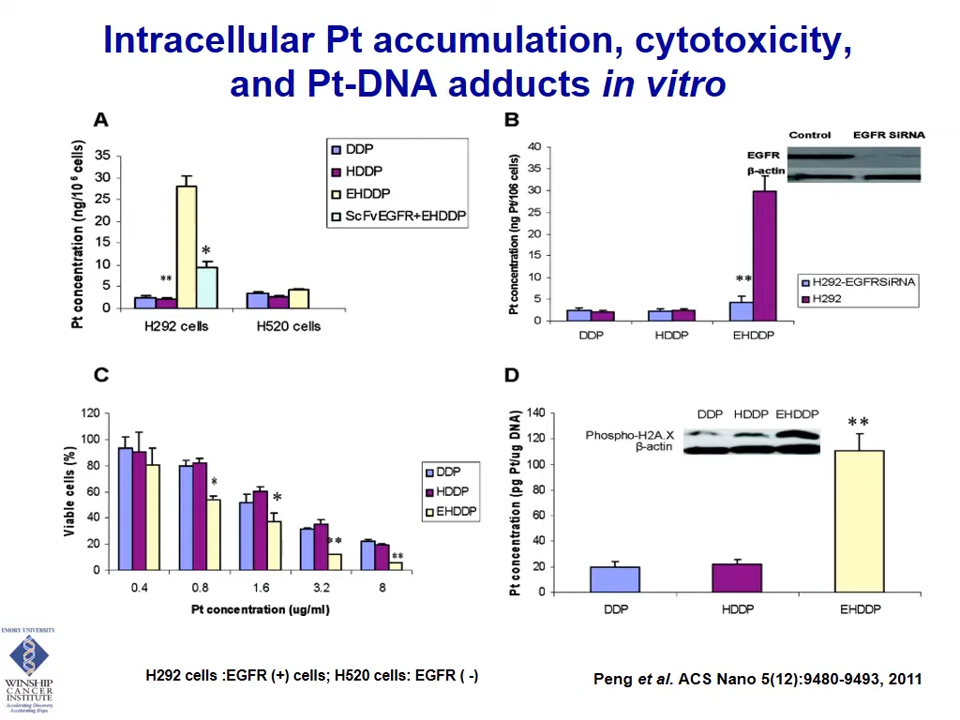 Intracellular Pt accumulation, cytotoxicity,
and Pt-DNA adducts in vitro
A
Pt concentration (ng/10 6 cells)
35
30
25
20
15
10
5
0
**
*
H292 cells
H520 cells
DDP
HDDP
EHDDP
ScFvEGFR+EHDDP
B
Pt concentration (ng Pt/106 cells)
40
35
30
25
20
15
10
5
0
**
DDP
HDDP
EHDDP
Control EGFR SiRNA
EGFR
β-actin
H292-EGFRSiRNA
H292
C
Viable cells (%)
120
100
80
60
40
20
0
*
*
**
**
0.4
0.8
1.6
3.2
8
Pt concentration (ug/ml)
DDP
HDDP
EHDDP
D
Pt concentration (pg Pt/ug DNA)
140
120
100
80
60
40
20
0
DDP HDDP EHDDP
Phospho-H2A.X
β-actin
**
DDP
HDDP
EHDDP
EMORY UNIVERSITY
WINSHIP
CANCER
INSTITUTE
Accelerating Discovery
Accelerating Hope
H292 cells :EGFR (+) cells; H520 cells: EGFR ( -)
Peng et al. ACS Nano 5(12):9480-9493, 2011